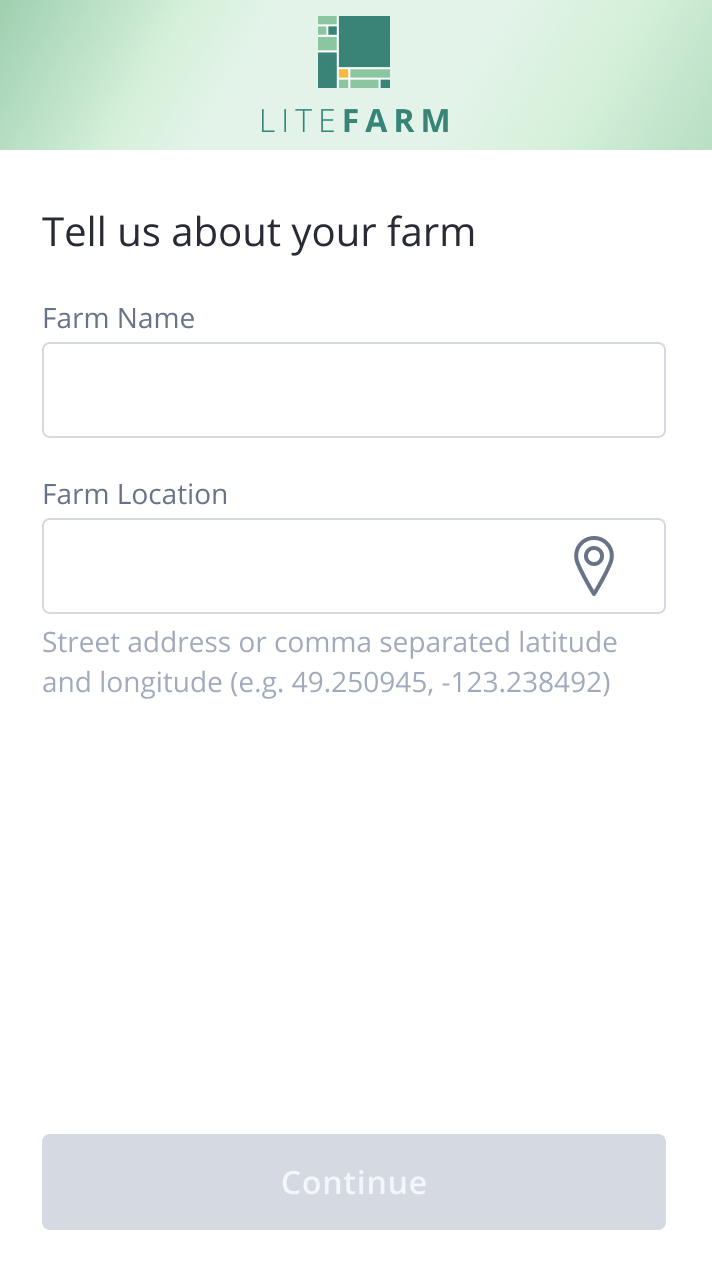 LITEFARM
Tell us about your farm
Farm Name
Farm Location
Street address or comma separated latitude
and longitude (e.g. 49.250945, -123.238492)
Continue